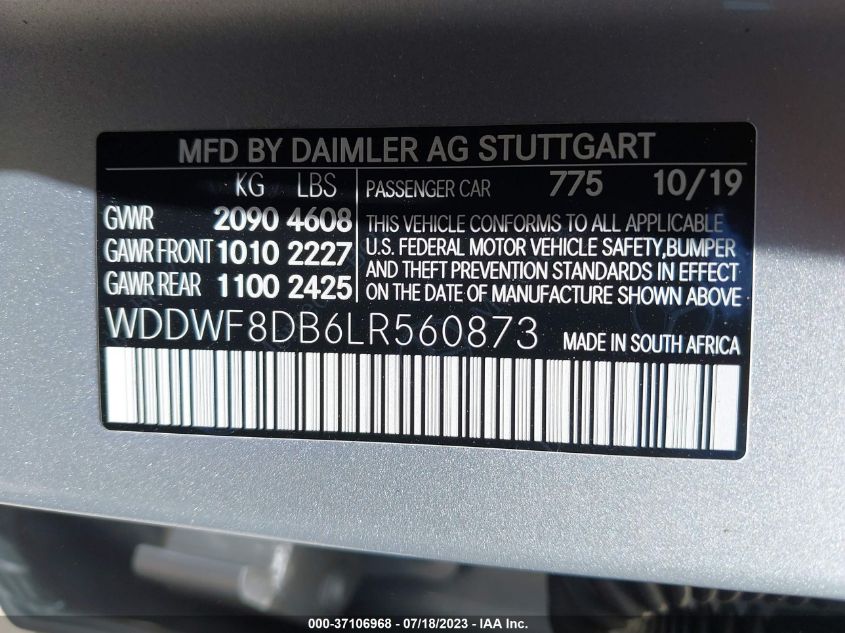 MFD BY DAIMLER AG STUTTGART
KG LBS PASSENGER CAR 775 10/19
GWR 2090 4608 THIS VEHICLE CONFORMS TO ALL APPLICABLE
GAWR FRONT 1010 2227 U.S. FEDERAL MOTOR VEHICLE SAFETY,BUMPER
GAWR REAR 1100 2425 AND THEFT PREVENTION STANDARDS IN EFFECT
ON THE DATE OF MANUFACTURE SHOWN ABOVE
WDDWF8DB6LR560873 MADE IN SOUTH AFRICA
000-37106968 / 07/18/2023 - IAA Inc.